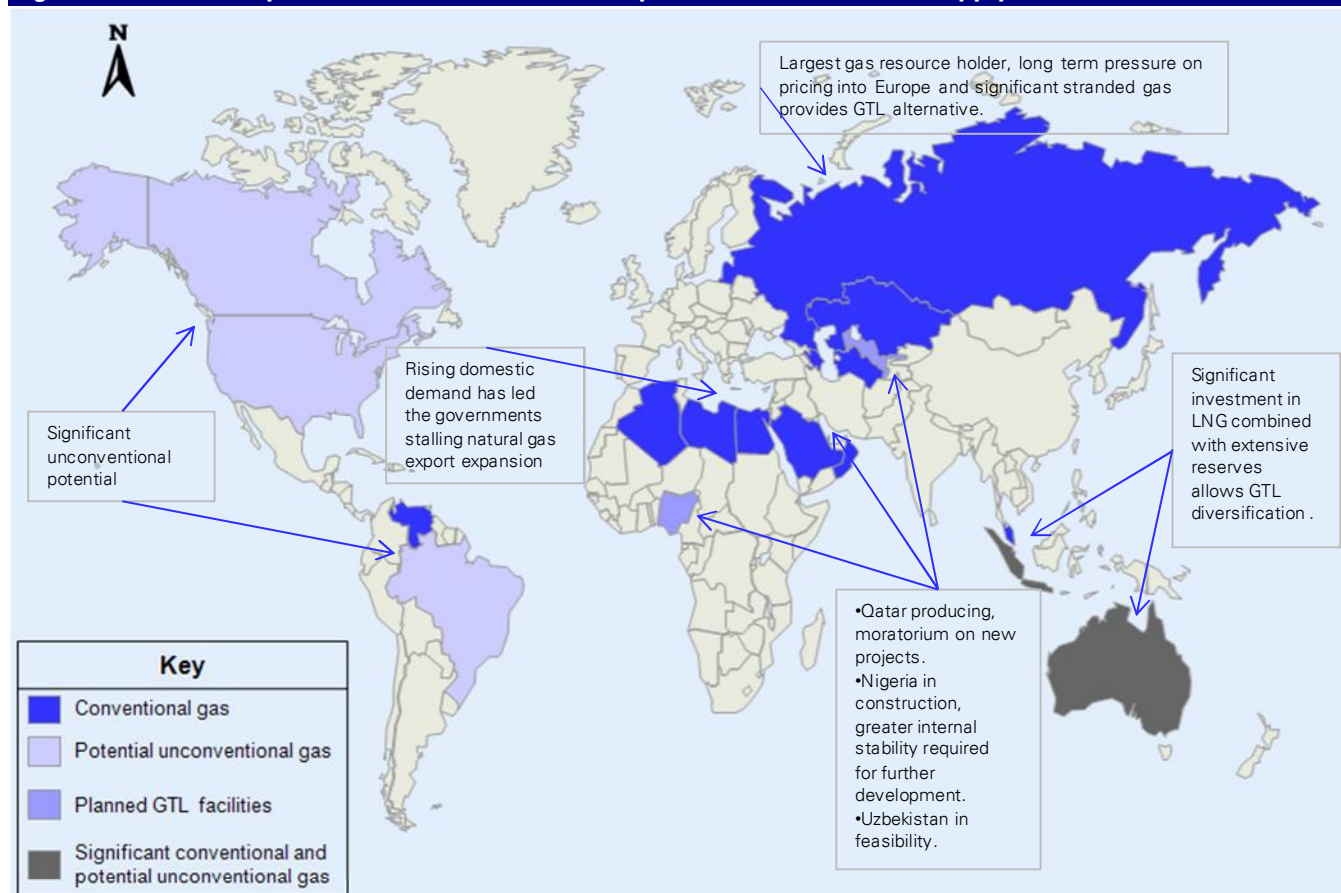 N
Largest gas resource holder, long term pressure on
pricing into Europe and significant stranded gas
provides GTL alternative.
Rising domestic
demand has led
the governments
stalling natural gas
export expansion
Significant
unconventional
potential
Significant
investment in
LNG combined
with extensive
reserves
allows GTL
diversification .
•Qatar producing,
moratorium on new
projects.
•Nigeria in
construction,
greater internal
stability required
for further
development.
•Uzbekistan in
feasibility.
Key
Conventional gas
Potential unconventional gas
Planned GTL facilities
Significant conventional and
potential unconventional gas